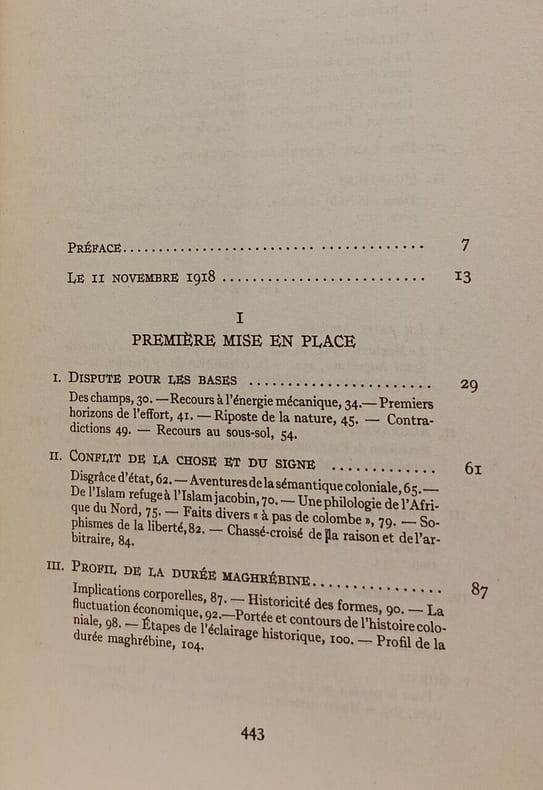 PRÉFACE. . . . . . . . . . . . . . . . . . . . . . . . . . . . . . . . . . . 7
LE 11 NOVEMBRE 1918 . . . . . . . . . . . . . . . . . . . . . . . . 13
I
PREMIÈRE MISE EN PLACE
I. DISPUTE POUR LES BASES . . . . . . . . . . . . . . . . . . . . . . 29
Des champs, 30. — Recours à l'énergie mécanique, 34. — Premiers
horizons de l'effort, 41. — Riposte de la nature, 45. — Contra-
dictions 49. — Recours au sous-sol, 54.
II. CONFLIT DE LA CHOSE ET DU SIGNE . . . . . . . . . . . . . 61
Disgrâce d'état, 62. — Aventures de la sémantique coloniale, 65. —
De l'Islam refuge à l'Islam jacobin, 70. — Une philologie de l'Afri-
que du Nord, 75. — Faits divers « à pas de colombe », 79. — So-
phismes de la liberté, 82. — Chassé-croisé de la raison et de l'ar-
bitraire, 84.
III. PROFIL DE LA DURÉE MAGHRÉBINE. . . . . . . . . . . . . . . . 87
Implications corporelles, 87. — Historicité des formes, 90. — La
fluctuation économique, 92. — Portée et contours de l'histoire colo-
niale, 98. — Étapes de l'éclairage historique, 100. — Profil de la
durée maghrébine, 104.
443